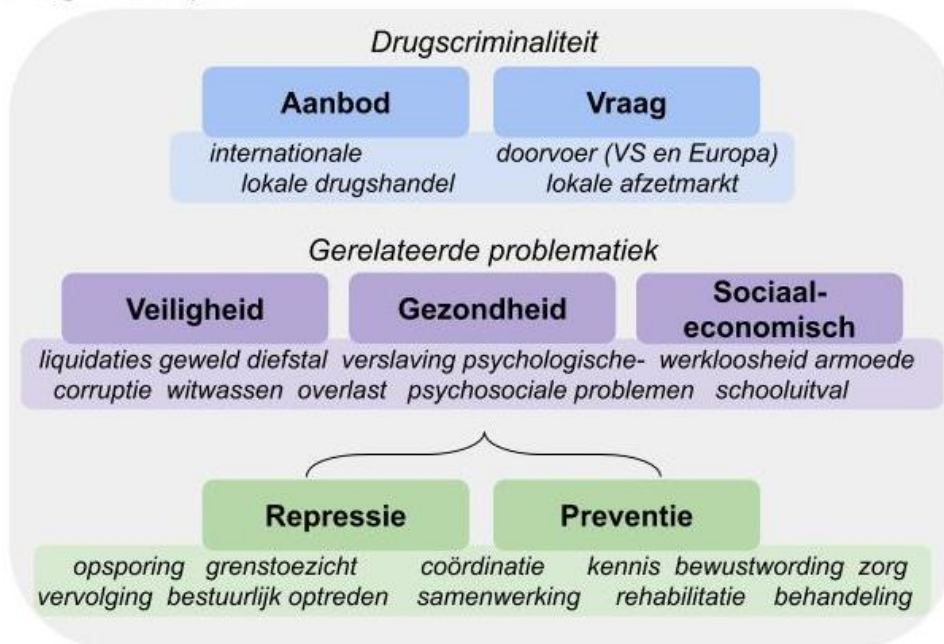 Drugscriminaliteit
Aanbod Vraag
internationale doorvoer (VS en Europa)
lokale drugshandel lokale afzetmarkt
Gerelateerde problematiek
Veiligheid Gezondheid Sociaal-
economisch
liquidaties geweld diefstal verslaving psychologische- werkloosheid armoede
corruptie witwassen overlast psychosociale problemen schooluitval
Repressie Preventie
opsporing grenstoezicht coördinatie kennis bewustwording zorg
vervolging bestuurlijk optreden samenwerking rehabilitatie behandeling